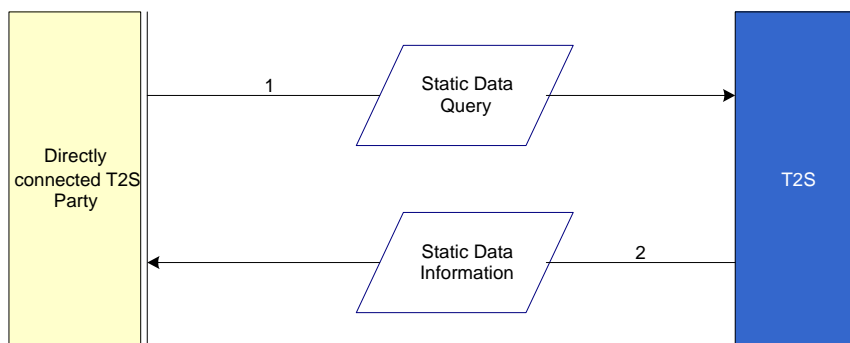 1
Static Data
Query
Directly
connected T2S
Party
T2S
Static Data
Information
2